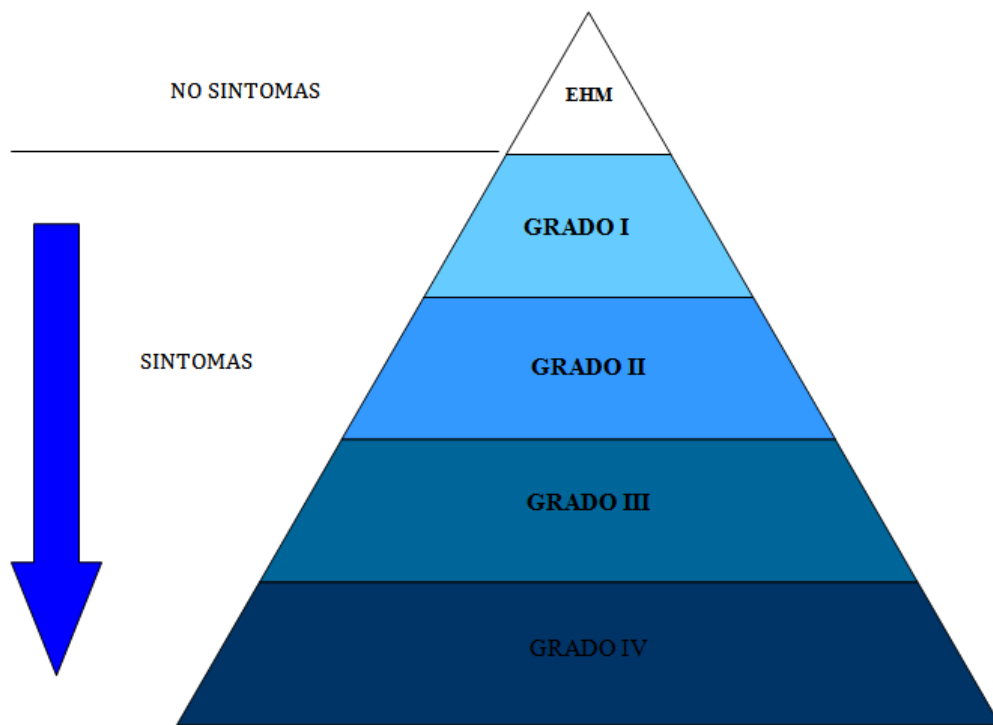 NO SINTOMAS
EHM
GRADO I
SINTOMAS
GRADO II
GRADO III
GRADO IV